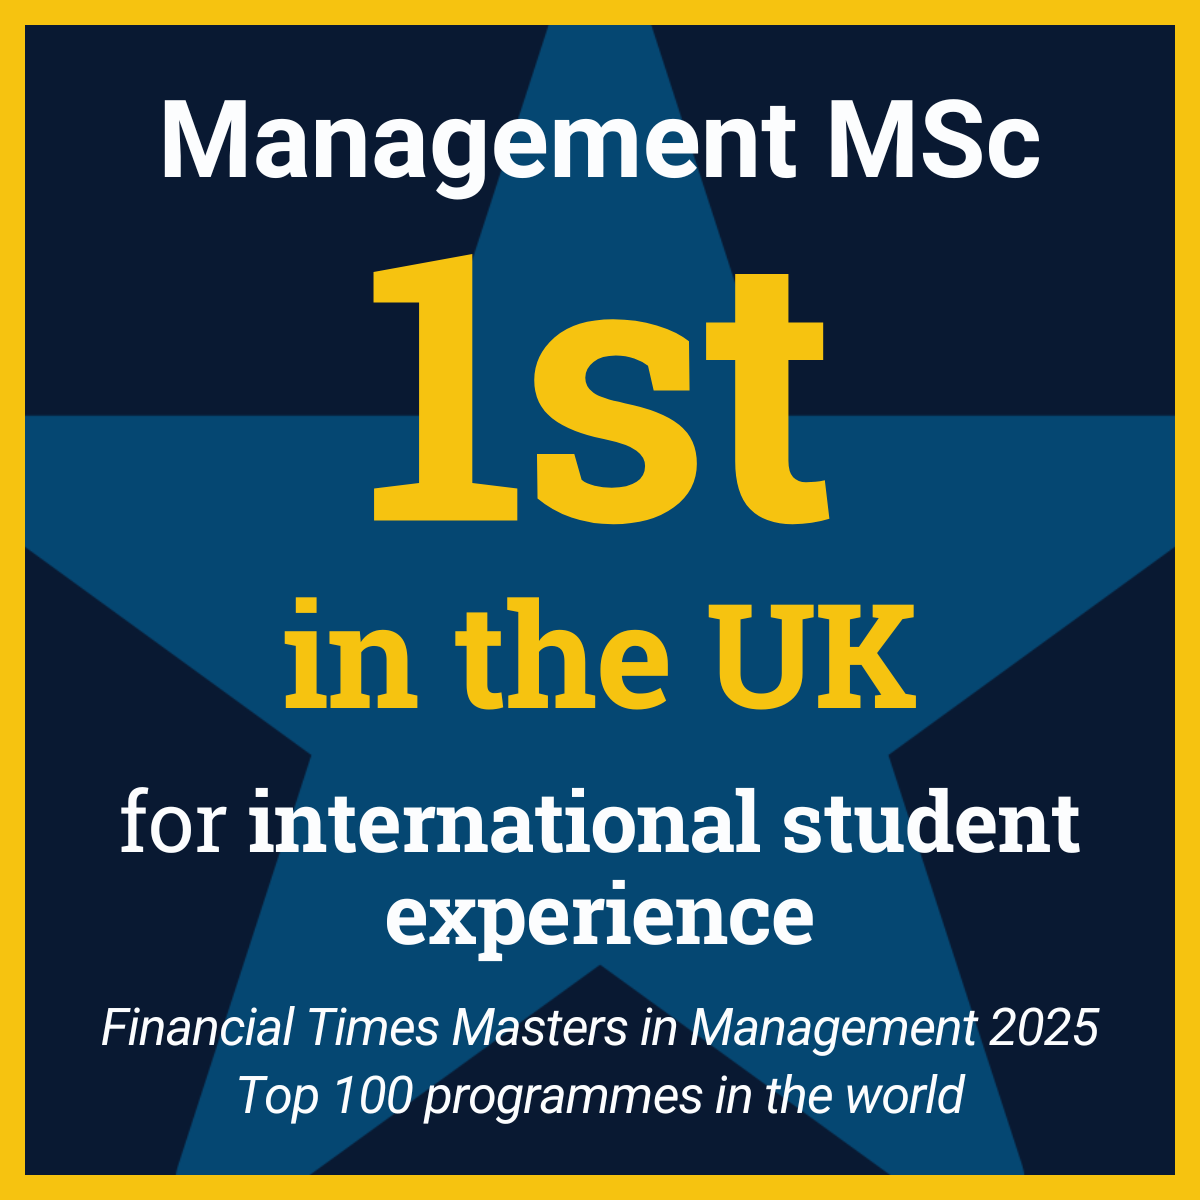 Management MSc
1st
in the UK
for international student
experience
Financial Times Masters in Management 2025
Top 100 programmes in the world